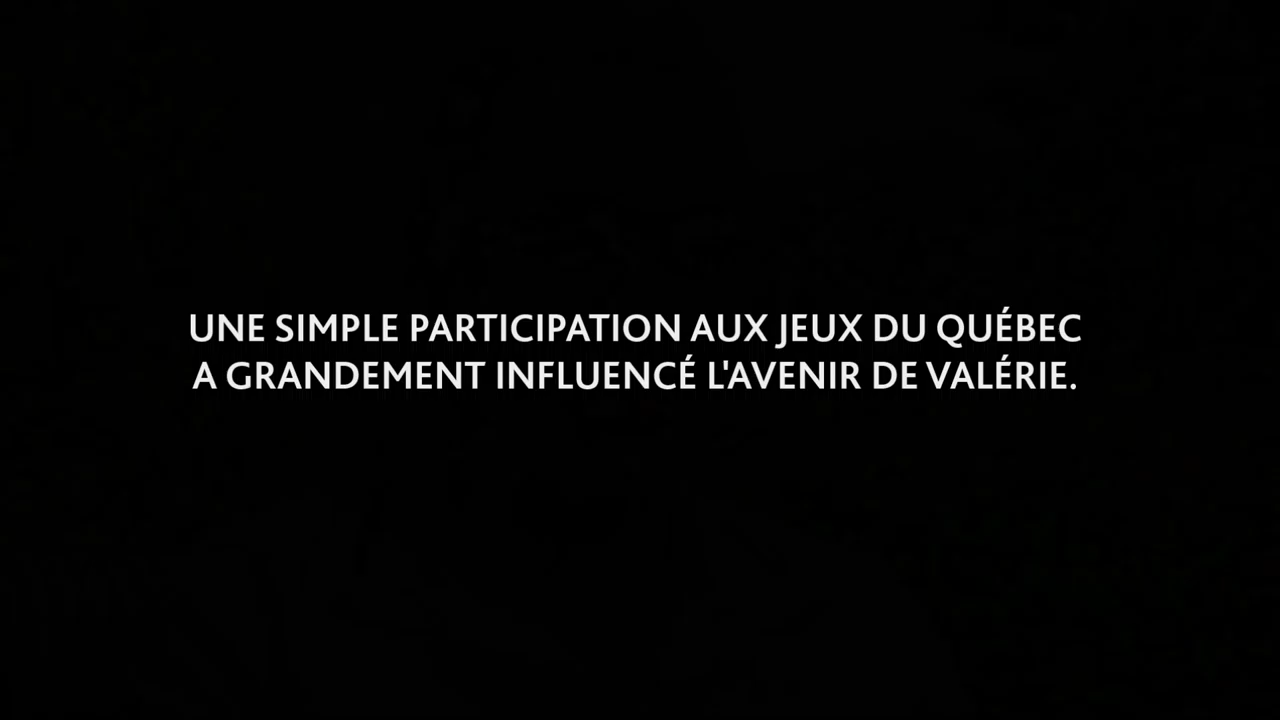 UNE SIMPLE PARTICIPATION AUX JEUX DU QUÉBEC
A GRANDEMENT INFLUENCÉ L'AVENIR DE VALÉRIE.